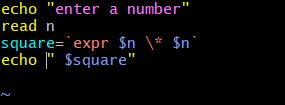 echo "enter a number"
read n
square=`expr $n \* $n`
echo " $square"
~